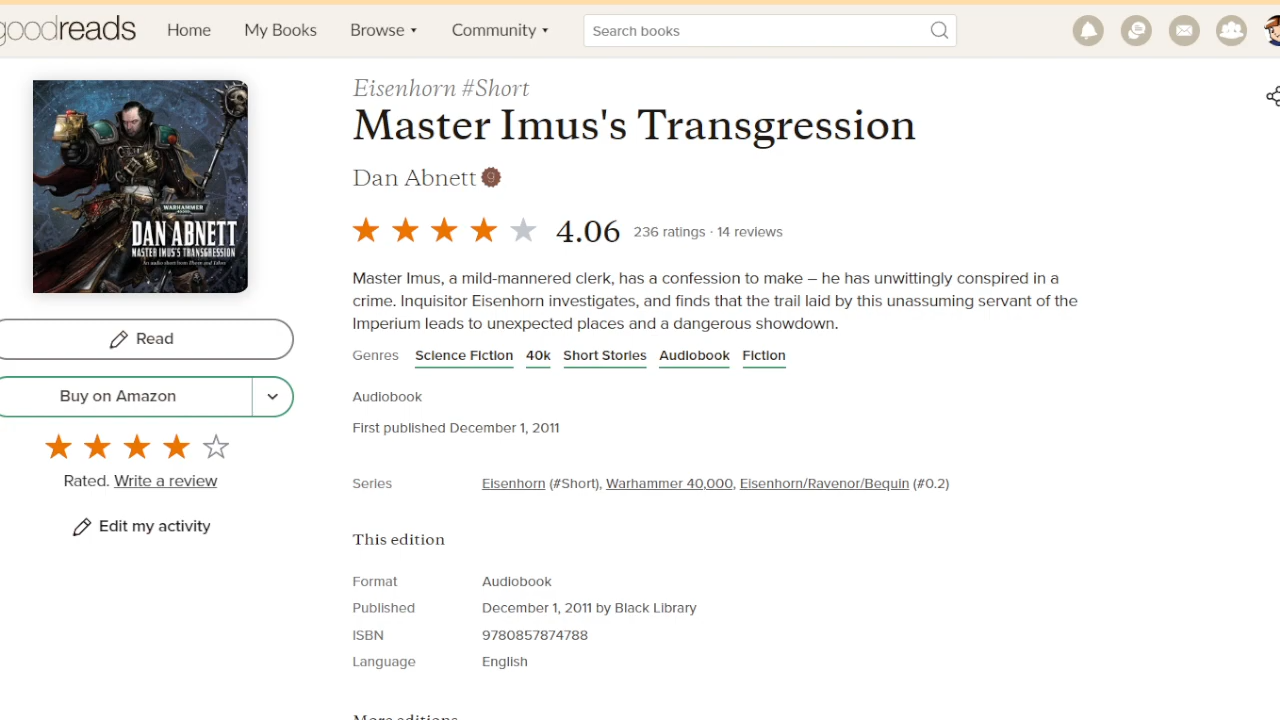 goodreads Home My Books Browse Community Search books
WARHAMMER
DAN ABNETT
MASTER IMUS'S TRANSGRESSION
Read
Buy on Amazon
Rated. Write a review
Edit my activity
Eisenhorn #Short
Master Imus's Transgression
Dan Abnett
4.06 236 ratings · 14 reviews
Master Imus, a mild-mannered clerk, has a confession to make – he has unwittingly conspired in a
crime. Inquisitor Eisenhorn investigates, and finds that the trail laid by this unassuming servant of the
Imperium leads to unexpected places and a dangerous showdown.
Genres Science Fiction 40k Short Stories Audiobook Fiction
Audiobook
First published December 1, 2011
Series Eisenhorn (#Short), Warhammer 40,000, Eisenhorn/Ravenor/Bequin (#0.2)
This edition
Format Audiobook
Published December 1, 2011 by Black Library
ISBN 9780857874788
Language English
More editions